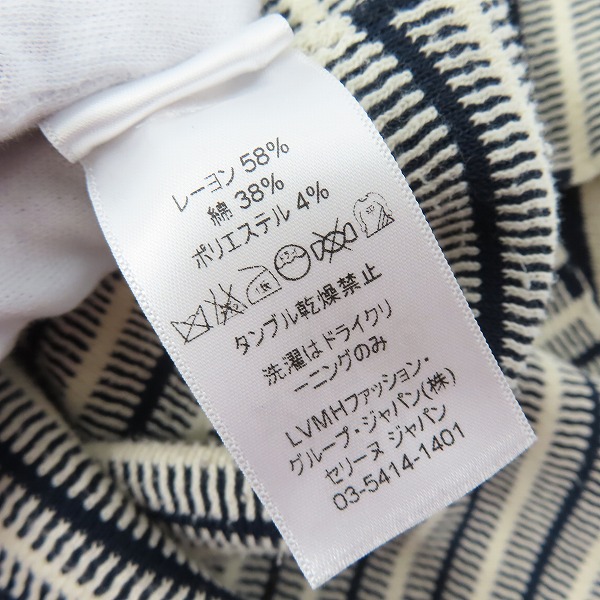 レーヨン 58%
綿 38%
ポリエステル 4%
タンブル乾燥禁止
洗濯はドライクリ
ーニングのみ
LVMHファッション・
グループ・ジャパン(株)
セリーヌ ジャパン
03-5414-1401